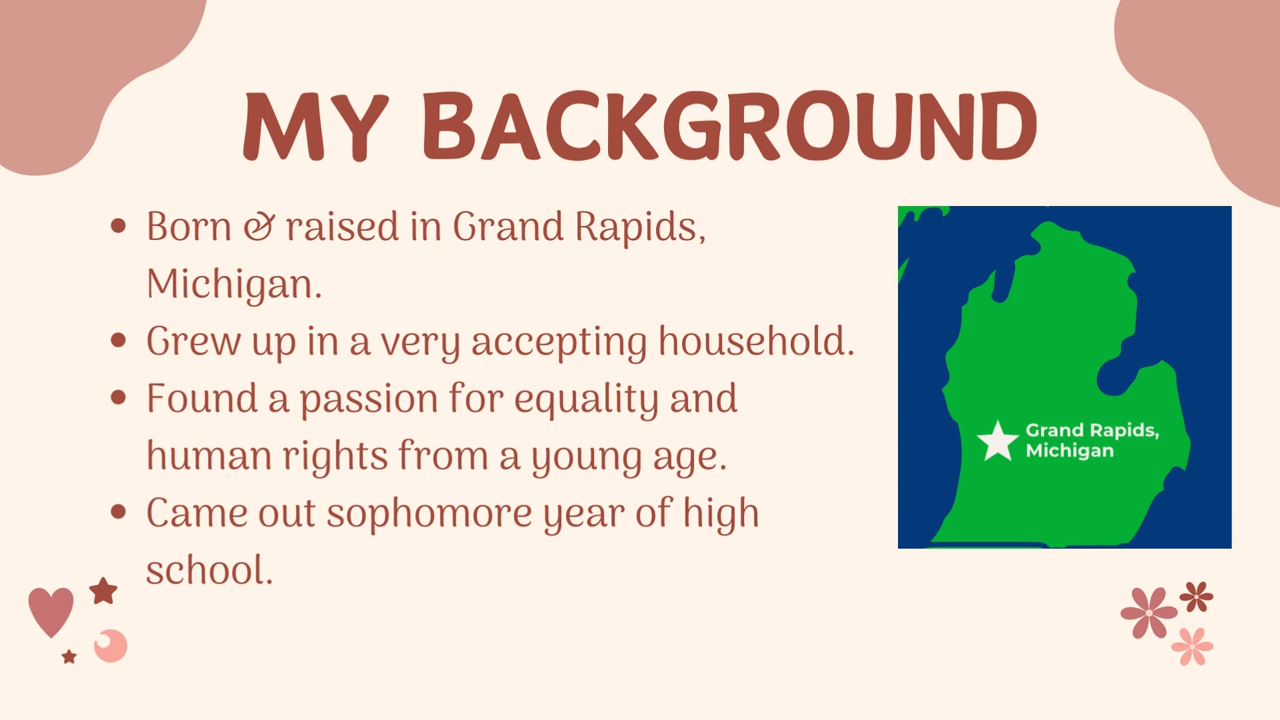 MY BACKGROUND
• Born & raised in Grand Rapids,
Michigan.
• Grew up in a very accepting household.
• Found a passion for equality and
human rights from a young age.
• Came out sophomore year of high
school.
Grand Rapids,
Michigan